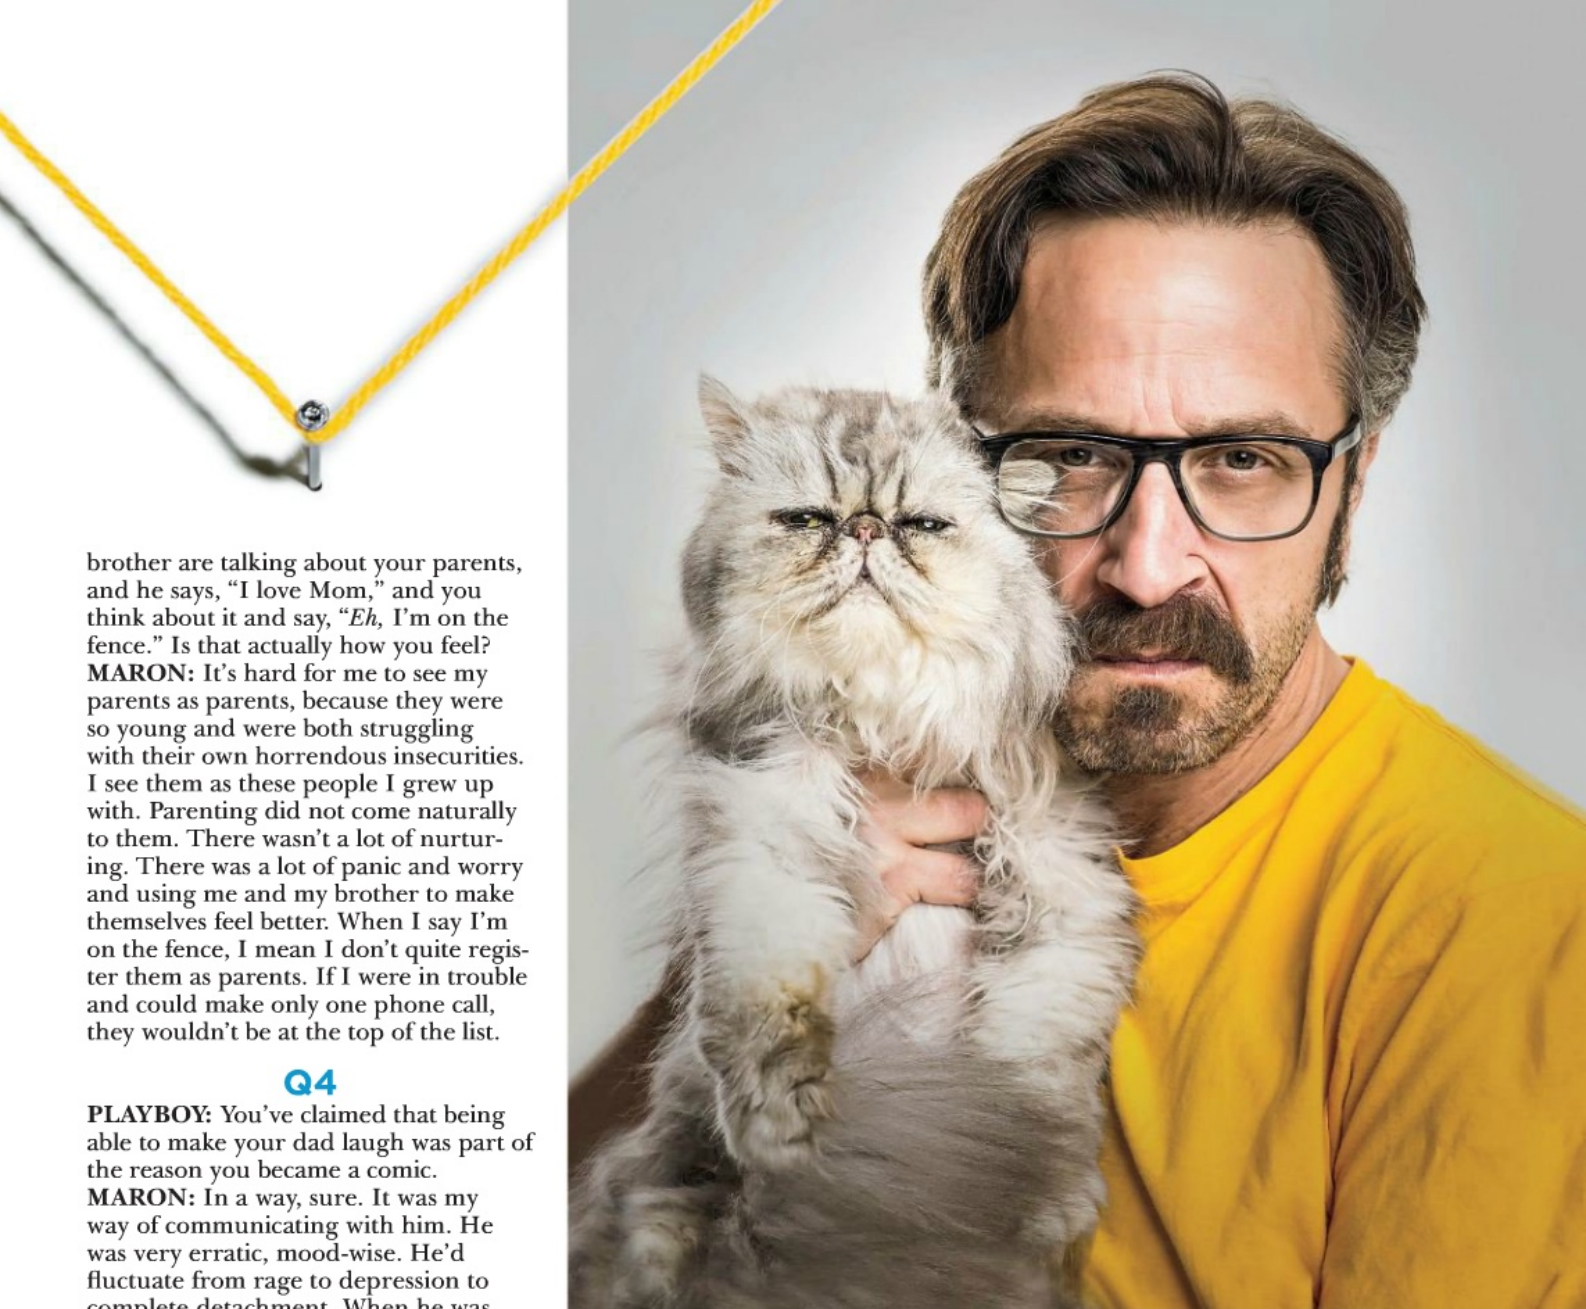 brother are talking about your parents,
and he says, “I love Mom,” and you
think about it and say, “Eh, I’m on the
fence.” Is that actually how you feel?
MARON: It’s hard for me to see my
parents as parents, because they were
so young and were both struggling
with their own horrendous insecurities.
I see them as these people I grew up
with. Parenting did not come naturally
to them. There wasn’t a lot of nurtur-
ing. There was a lot of panic and worry
and using me and my brother to make
themselves feel better. When I say I’m
on the fence, I mean I don’t quite regis-
ter them as parents. If I were in trouble
and could make only one phone call,
they wouldn’t be at the top of the list.
Q4
PLAYBOY: You’ve claimed that being
able to make your dad laugh was part of
the reason you became a comic.
MARON: In a way, sure. It was my
way of communicating with him. He
was very erratic, mood-wise. He’d
fluctuate from rage to depression to
complete detachment. When he was